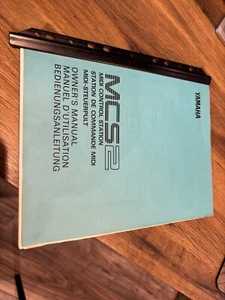 YAMAHA
MCS2
MIDI CONTROL STATION
STATION DE COMMANDE MIDI
MIDI-STEUERPULT
OWNER'S MANUAL
MANUEL D'UTILISATION
BEDIENUNGSANLEITUNG